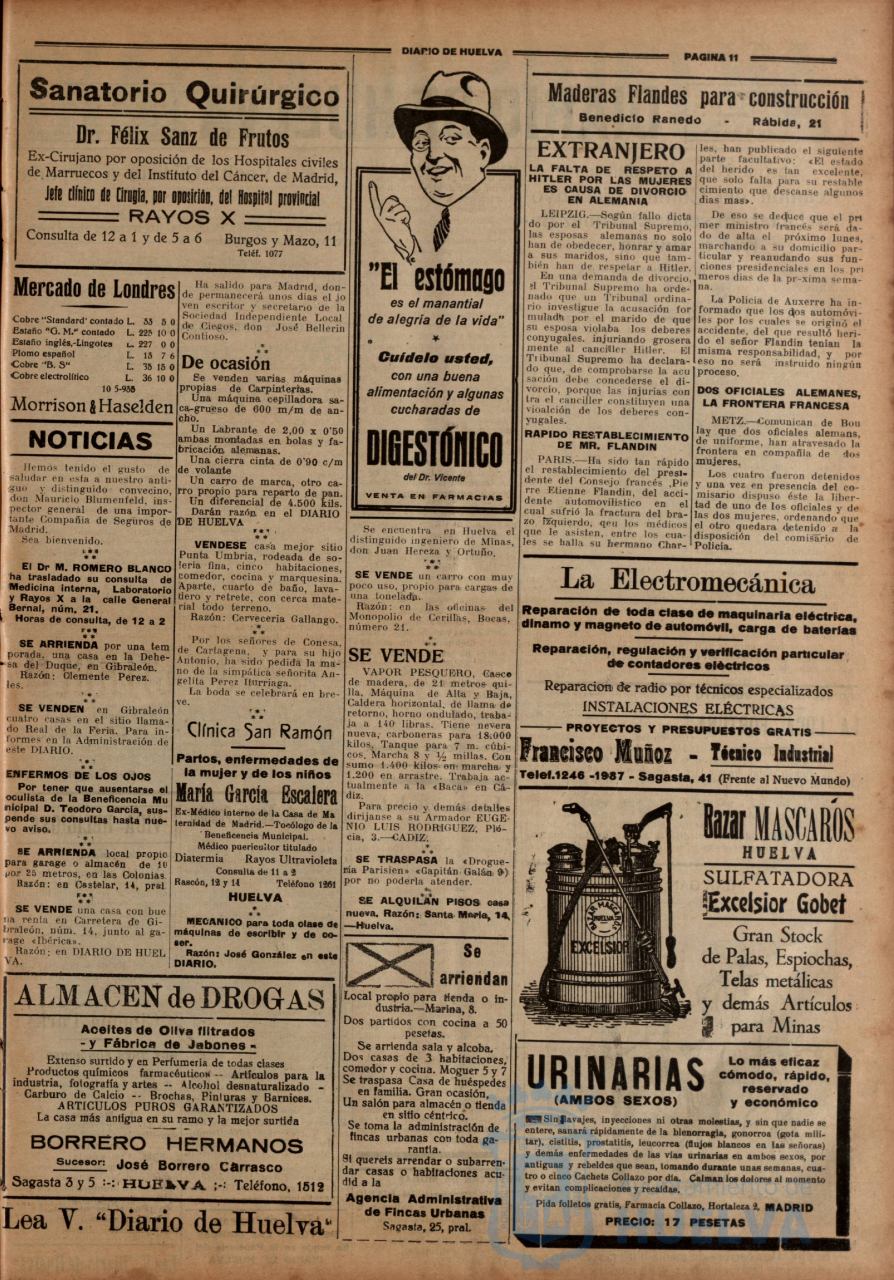 DIARIO DE HUELVA
PAGINA 11
Sanatorio Quirúrgico
Dr. Félix Sanz de Frutos
Ex-Cirujano por oposición de los Hospitales civiles
de Marruecos y del Instituto del Cáncer, de Madrid,
Jefe clínico de Cirugia, por oposición, del Hospital provincial
RAYOS X
Consulta de 12 a 1 y de 5 a 6 Burgos y Mazo, 11
Teléf. 1077
Mercado de Londres
Cobre "Standard" contado L. 33 5 0
Estaño "G. M." contado L. 225 10 0
Estaño inglés,-Lingotes L. 227 0 0
Plomo español L. 13 7 6
Cobre "B. S" L. 35 15 0
Cobre electrolítico L. 36 10 0
10 5-935
Morrison & Haselden
NOTICIAS
Hemos tenido el gusto de
saludar en esta a nuestro anti-
guo y distinguido convecino,
don Mauricio Blumenfeld, ins-
pector general de una impor-
tante Compañía de Seguros de
Madrid.
Sea bienvenido.
El Dr M. ROMERO BLANCO
ha trasladado su consulta de
Medicina interna, Laboratorio
y Rayos X a la calle General
Bernal, núm. 21.
Horas de consulta, de 12 a 2
SE ARRIENDA por una tem
porada, una casa en la Dehe-
sa del Duque, en Gibraleón.
Razón: Clemente Perez.
les.
SE VENDEN en Gibraleón
cuatro casas en el sitio llama-
do Real de la Feria. Para in-
formes en la Administración de
este DIARIO.
ENFERMOS DE LOS OJOS
Por tener que ausentarse el
oculista de la Beneficencia Mu
nicipal D. Teodoro García, sus-
pende sus consultas hasta nue-
vo aviso.
SE ARRIENDA local propio
para garage o almacén de 10
por 25 metros, en las Colonias.
Razón: en Castelar, 14, pral
SE VENDE una casa con bue
na renta en Carretera de Gi-
braleón, núm. 14, junto al ga-
rage «Ibérica».
Razón: en DIARIO DE HUEL
VA.
Ha salido para Madrid, don-
de permanecerá unos días el jo
ven escritor y secretario de la
Sociedad Independiente Local
de Ciegos, don José Bellerín
Contioso.
De ocasión
Se venden varias máquinas
propias de Carpinterías.
Una máquina cepilladora sa-
ca-grueso de 600 m/m de an-
cho.
Un Labrante de 2,00 x 0'50
ambas montadas en bolas y fa-
bricación alemanas.
Una cierra cinta de 0'90 c/m
de volante
Un carro de marca, otro ca-
rro propio para reparto de pan.
Un diferencial de 4.500 kils.
Darán razón en el DIARIO
DE HUELVA
VENDESE casa mejor sitio
Punta Umbría, rodeada de so-
lería fina, cinco habitaciones,
comedor, cocina y marquesina.
Aparte, cuarto de baño, lava-
dero y retrete, con cerca mate-
rial todo terreno.
Razón: Cerveceria Gallango.
Por los señores de Conesa,
de Cartagena, y para su hijo
Antonio, ha sido pedida la ma-
no de la simpática señorita An-
gelita Perez Iturriaga.
La boda se celebrará en bre-
ve.
Clínica San Ramón
Partos, enfermedades de
la mujer y de los niños
María García Escalera
Ex-Médico interno de la Casa de Ma
ternidad de Madrid.—Tocólogo de la
Beneficencia Municipal.
Médico puericultor titulado
Diatermia Rayos Ultravioleta
Consulta de 11 a 2
Rascón, 12 y 14 Teléfono 1261
HUELVA
MECANICO para toda clase de
máquinas de escribir y de co-
ser.
Razón: José González en este
DIARIO.
ALMACEN de DROGAS
Aceites de Oliva filtrados
- y Fábrica de Jabones -
Extenso surtido y en Perfumeria de todas clases
Productos químicos farmacéuticos -- Artículos para la
industria, fotografía y artes -- Alcohol desnaturalizado -
Carburo de Calcio -- Brochas, Pinturas y Barnices.
ARTICULOS PUROS GARANTIZADOS
La casa más antigua en su ramo y la mejor surtida
BORRERO HERMANOS
Sucesor: José Borrero Carrasco
Sagasta 3 y 5 :-: HUELVA ;-: Teléfono, 1512
Lea V. "Diario de Huelva"
"El estómago
es el manantial
de alegria de la vida"
Cuídelo usted,
con una buena
alimentación y algunas
cucharadas de
DIGESTÓNICO
del Dr. Vicente
VENTA EN FARMACIAS
Se encuentra en Huelva el
distinguido ingeniero de Minas,
don Juan Hereza y Ortuño.
SE VENDE un carro con muy
poco uso, propio para cargas de
una tonelada.
Razón: en las oficinas del
Monopolio de Cerillas, Bocas,
número 21.
SE VENDE
VAPOR PESQUERO, Casco
de madera, de 21 metros qui-
lla, Máquina de Alta y Baja,
Caldera horizontal, de llama de
retorno, horno ondulado, traba-
ja a 140 libras. Tiene nevera
nueva, carboneras para 18.000
kilos, Tanque para 7 m. cúbi-
cos, Marcha 8 y ½ millas. Con
sumo 1.400 kilos en marcha y
1.200 en arrastre. Trabaja ac-
tualmente a la «Baca» en Cá-
diz.
Para precio y demás detalles
dirijanse a su Armador EUGE
NIO LUIS RODRIGUEZ, Pló-
cia, 3.—CADIZ.
SE TRASPASA la «Drogue-
ria Parisien» «Capitán Galán 9»)
por no poderla atender.
SE ALQUILAN PISOS casa
nueva. Razón: Santa María, 14,
—Huelva.
Se
arriendan
Local propio para tienda o in-
dustria.—Marina, 8.
Dos partidos con cocina a 50
pesetas.
Se arrienda sala y alcoba.
Dos casas de 3 habitaciones,
comedor y cocina. Moguer 5 y 7
Se traspasa Casa de huéspedes
en familia. Gran ocasión,
Un salón para almacén o tienda
en sitio céntrico.
Se toma la administración de
fincas urbanas con toda ga-
rantía.
Si quereis arrendar o subarren-
dar casas o habitaciones acu-
did a la
Agencia Administrativa
de Fincas Urbanas
Sagasta, 25, pral.
Maderas Flandes para construcción
Benedicto Ranedo - Rábida, 21
EXTRANJERO
LA FALTA DE RESPETO A
HITLER POR LAS MUJERES
ES CAUSA DE DIVORCIO
EN ALEMANIA
LEIPZIG.—Según fallo dicta
do por el Tribunal Supremo,
las esposas alemanas no solo
han de obedecer, honrar y amar
a sus maridos, sino que tam-
bién han de respetar a Hitler.
En una demanda de divorcio,
el Tribunal Supremo ha orde-
nado que un Tribunal ordina-
rio investigue la acusación for
mulada por el marido de que
su esposa violaba los deberes
conyugales, injuriando grosera
mente al canciller Hitler. El
Tribunal Supremo ha declara-
do que, de comprobarse la acu
sación debe concederse el di-
vorcio, porque las injurias con-
tra el canciller constituyen una
vioalción de los deberes con-
yugales.
RAPIDO RESTABLECIMIENTO
DE MR. FLANDIN
PARIS.—Ha sido tan rápido
el restablecimiento del presi-
dente del Consejo francés ,Pie
rre Etienne Flandin, del acci-
dente automovilístico en el
cual sufrió la fractura del bra-
zo izquierdo, qeu los médicos
que le asisten, entre los cua-
les se halla su hermano Char-
les, han publicado el siguiente
parte facultativo: «El estado
del herido es tan excelente,
que solo falta para su restable
cimiento que descanse algunos
dias mas».
De eso se deduce que el pri
mer ministro francés será da-
do de alta el próximo lunes,
marchando a su domicilio par-
ticular y reanudando sus fun-
ciones presidenciales en los pri
meros dias de la pr-xima sema
na.
La Policia de Auxerre ha in-
formado que los dos automóvi-
les por los cuales se originó el
accidente, del que resultó heri-
do el señor Flandin tenían la
misma responsabilidad, y por
eso no será instruído ningún
proceso.
DOS OFICIALES ALEMANES,
LA FRONTERA FRANCESA
METZ.—Comunican de Bou
lay que dos oficiales alemans,
de uniforme, han atravesado la
frontera en compañía de dos
mujeres,
Los cuatro fueron detenidos
y una vez en presencia del co-
misario dispuso éste la liber-
tad de uno de los oficiales y de
las dos mujeres, ordenando que
el otro quedara detenido a la
disposición del comisario de
Policía.
La Electromecánica
Reparación de toda clase de maquinaria eléctrica,
dinamo y magneto de automóvil, carga de baterías
Reparación, regulación y verificación particular
de contadores eléctricos
Reparacion de radio por técnicos especializados
INSTALACIONES ELÉCTRICAS
PROYECTOS Y PRESUPUESTOS GRATIS
Francisco Muñoz - Técnico Industrial
Telef.1246 -1987 - Sagasta, 41 (Frente al Nuevo Mundo)
EXCELSIOR
Bazar MASCARÓS
HUELVA
SULFATADORA
Excelsior Gobet
Gran Stock
de Palas, Espiochas,
Telas metálicas
y demás Artículos
para Minas
URINARIAS
(AMBOS SEXOS)
Lo más eficaz
cómodo, rápido,
reservado
y económico
Sin lavajes, inyecciones ni otras molestias, y sin que nadie se
entere, sanará rápidamente de la blenorragia, gonorroa (gota mili-
tar), cistitis, prostatitis, leucorrea (flujos blancos en las señoras)
y demás enfermedades de las vías urinarias en ambos sexos, por
antiguas y rebeldes que sean, tomando durante unas semanas, cua-
tro o cinco Cachets Collazo por día. Calman los dolores al momento
y evitan complicaciones y recaídas.
Pida folletos gratis, Farmacia Collazo, Hortaleza 2, MADRID
PRECIO: 17 PESETAS
HUELVA